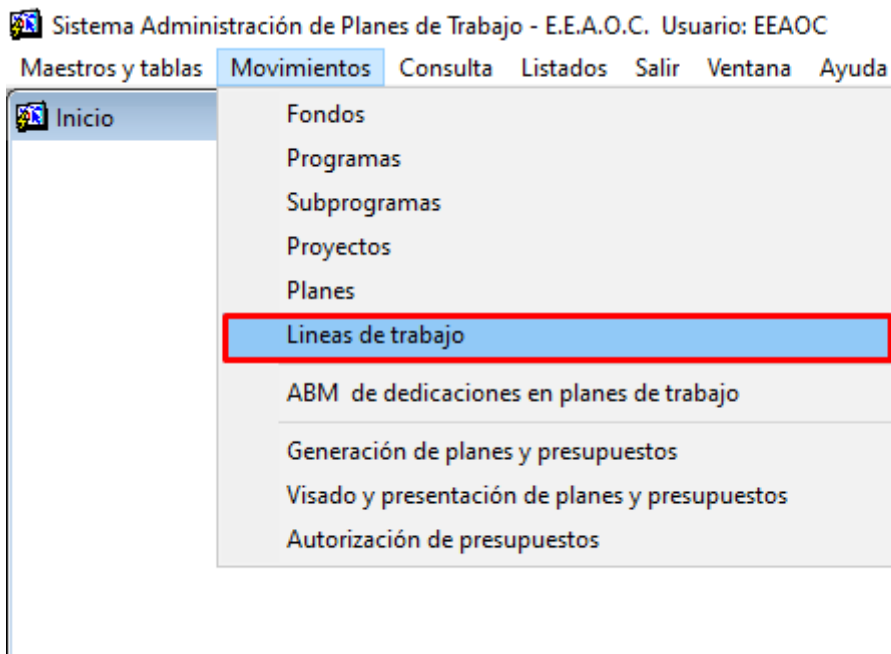 Sistema Administración de Planes de Trabajo - E.E.A.O.C. Usuario: EEAOC
Maestros y tablas Movimientos Consulta Listados Salir Ventana Ayuda
Inicio
Fondos
Programas
Subprogramas
Proyectos
Planes
Lineas de trabajo
ABM de dedicaciones en planes de trabajo
Generación de planes y presupuestos
Visado y presentación de planes y presupuestos
Autorización de presupuestos